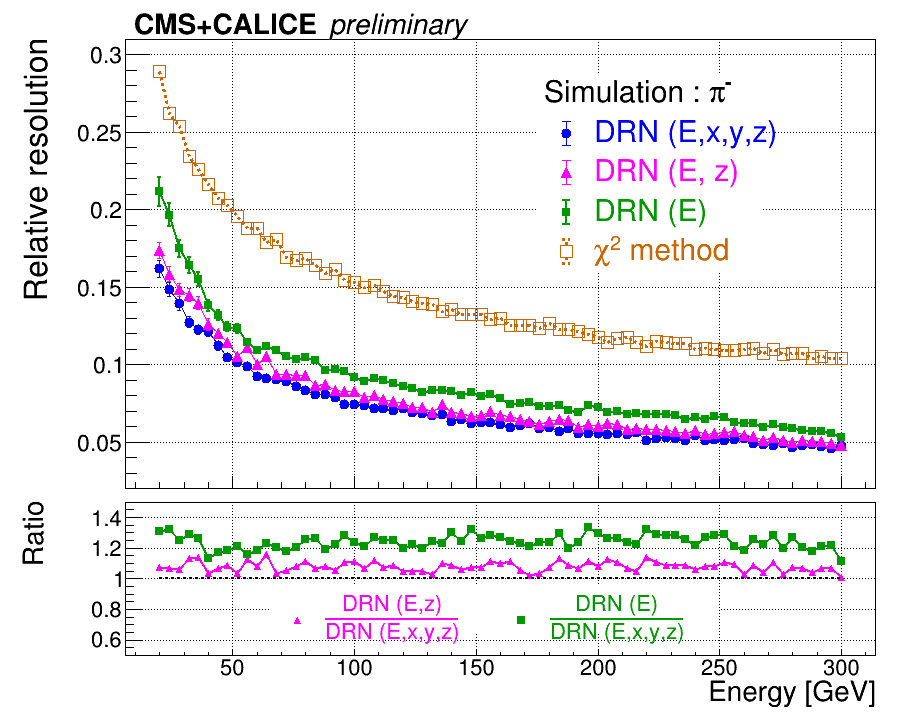 CMS+CALICE preliminary
Relative resolution
0.3
0.25
0.2
0.15
0.1
0.05
Simulation : π⁻
DRN (E,x,y,z)
DRN (E, z)
DRN (E)
χ² method
Ratio
1.4
1.2
1
0.8
0.6
DRN (E,z)
DRN (E,x,y,z)
DRN (E)
DRN (E,x,y,z)
50 100 150 200 250 300
Energy [GeV]